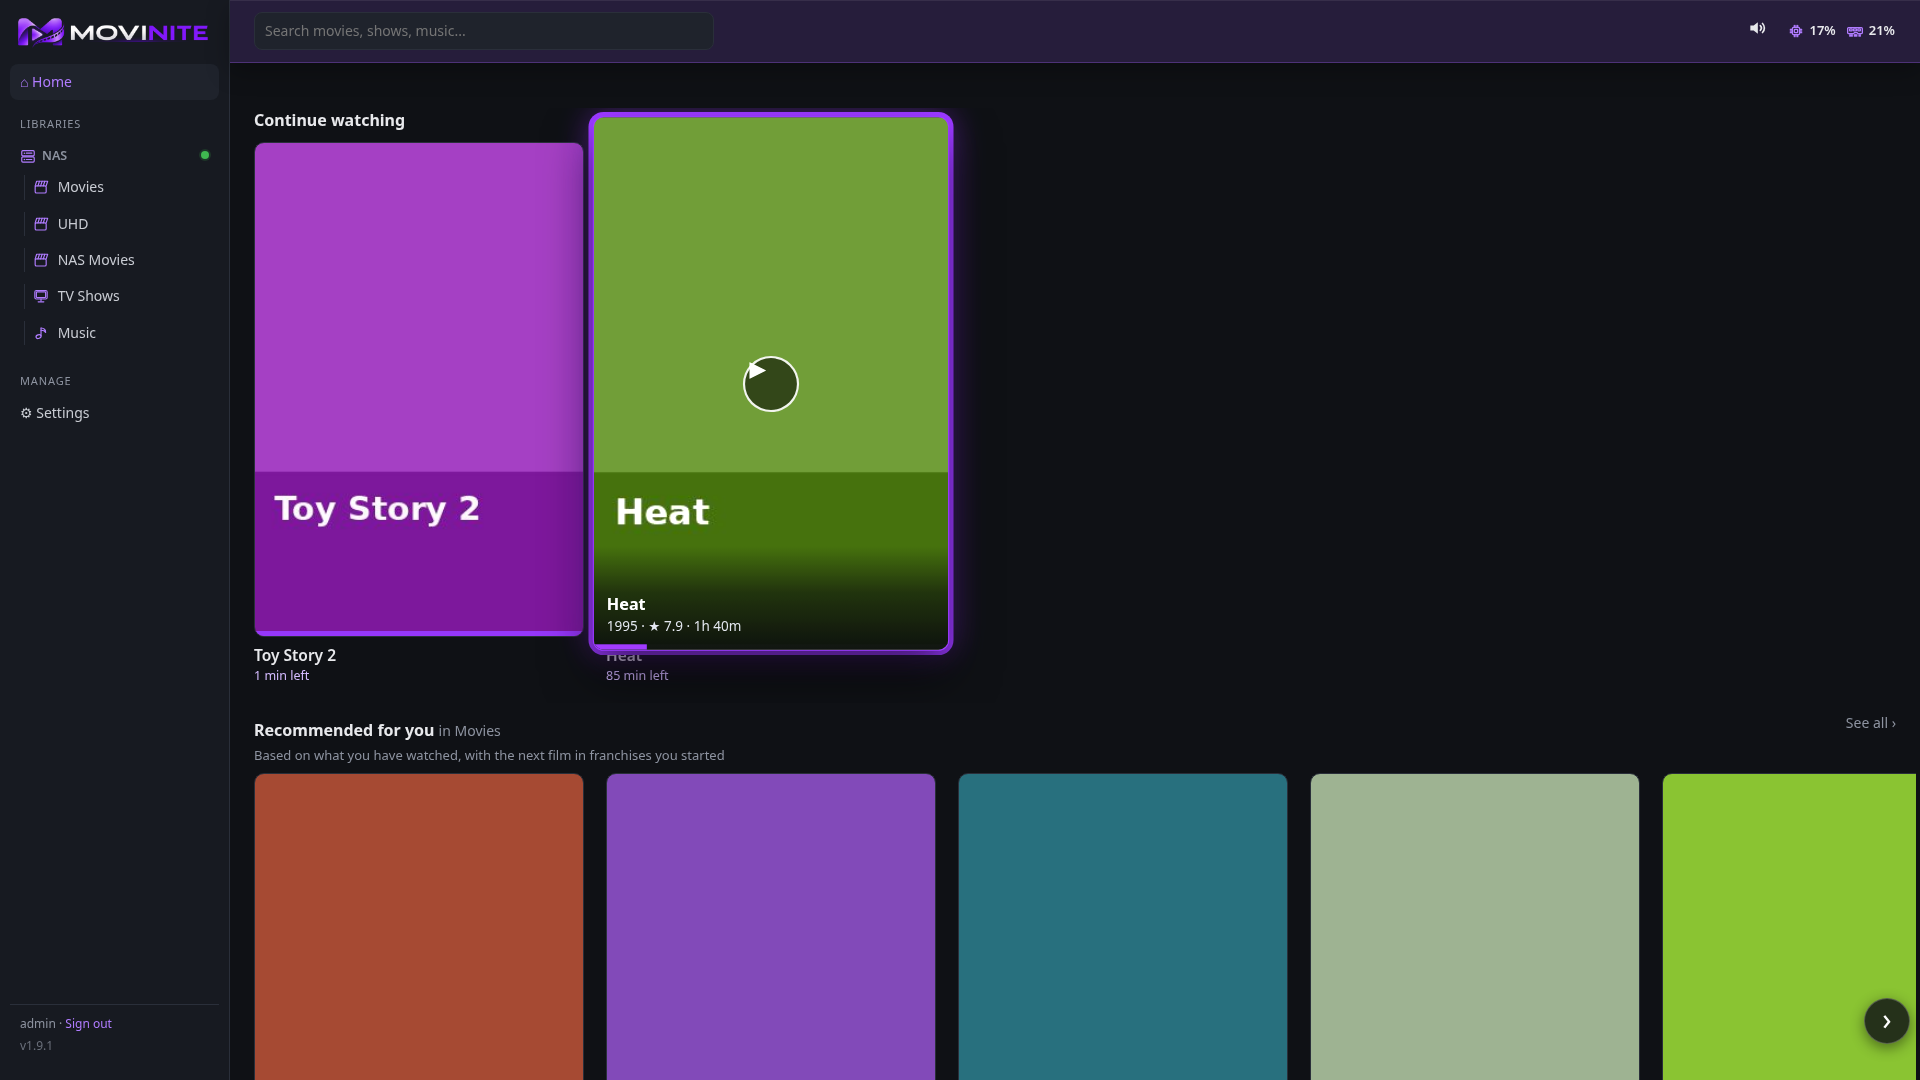 MOVINITE
Search movies, shows, music...
17%
21%
⌂ Home
LIBRARIES
NAS
Movies
UHD
NAS Movies
TV Shows
Music
MANAGE
⚙ Settings
admin · Sign out
v1.9.1
Continue watching
Toy Story 2
Toy Story 2
1 min left
Heat
Heat
1995 · ★ 7.9 · 1h 40m
Heat
85 min left
Recommended for you in Movies
See all ›
Based on what you have watched, with the next film in franchises you started